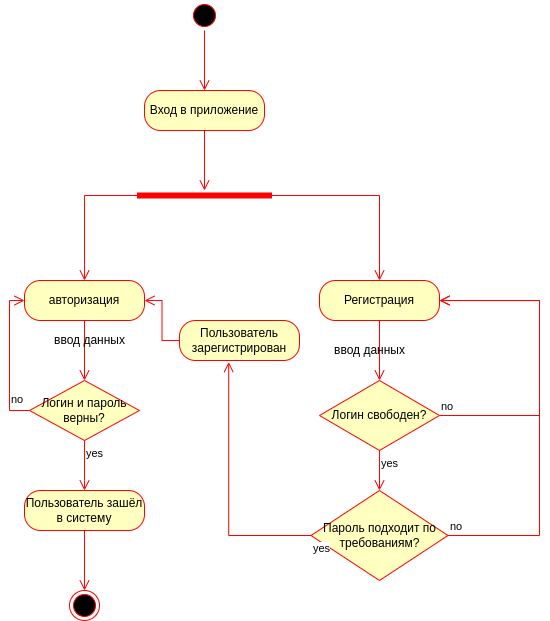 Вход в приложение
авторизация
Регистрация
Пользователь
зарегистрирован
ввод данных
ввод данных
Логин и пароль
верны?
no
yes
Логин свободен?
no
yes
Пользователь зашёл
в систему
Пароль подходит по
требованиям?
no
yes